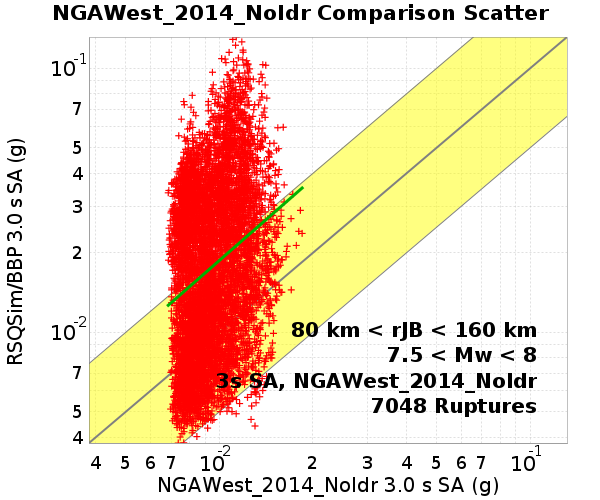 NGAWest_2014_NoIdr Comparison Scatter
RSQSim/BBP 3.0 s SA (g)
10-1
7
5
4
3
2
10-2
7
5
4
80 km < rJB < 160 km
7.5 < Mw < 8
3s SA, NGAWest_2014_NoIdr
7048 Ruptures
4 5 6 7 10-2 2 3 4 5 6 7 10-1
NGAWest_2014_NoIdr 3.0 s SA (g)